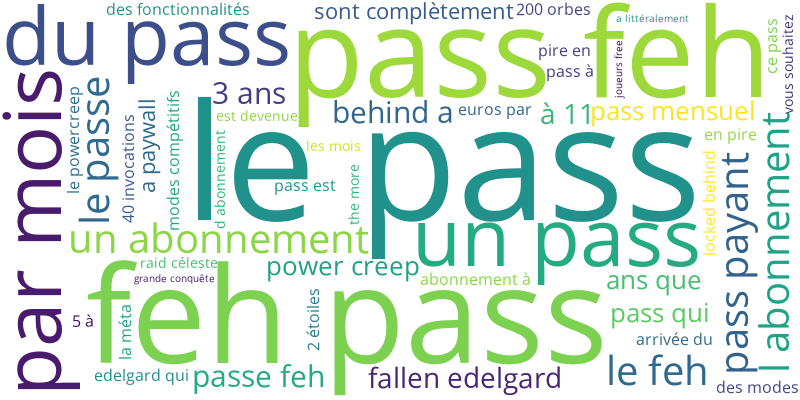 des fonctionnalités
sont complètement
200 orbes
a littéralement
du pass
pass feh
pire en
pass à
joueurs free
ce pass
vous souhaitez
par mois
le powercreep
le passe
40 invocations
a paywall
modes compétitifs
3 ans
est devenue
behind a
euros par
à 11
pass mensuel
d abonnement
les mois
le pass
en pire
pass est
the more
locked behind
pass payant
l abonnement
un abonnement
un pass
raid céleste
grande conquête
power creep
abonnement à
ans que
feh pass
pass qui
5 à
la méta
2 étoiles
arrivée du
edelgard qui
passe feh
fallen edelgard
le feh
des modes